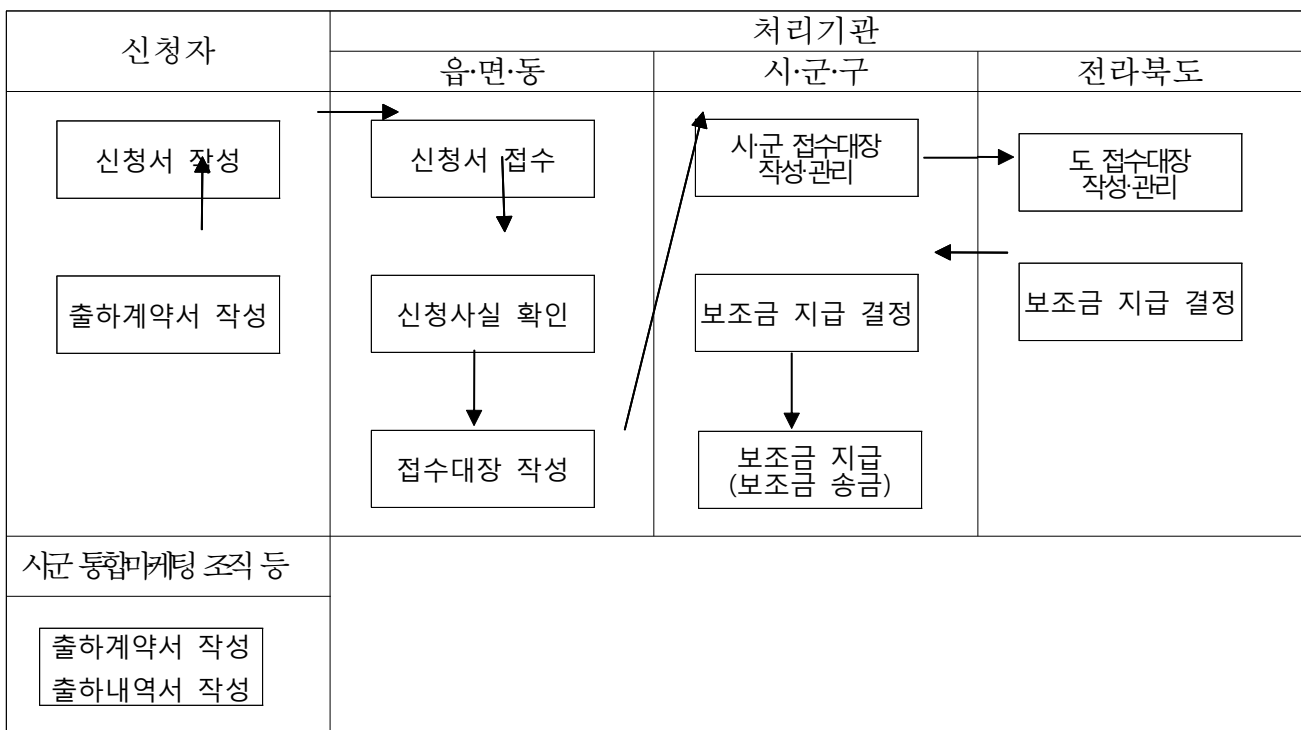 신청자
처리기관
읍·면·동
시·군·구
전라북도
신청서 작성
신청서 접수
시·군 접수대장
작성·관리
도 접수대장
작성·관리
출하계약서 작성
신청사실 확인
보조금 지급 결정
보조금 지급 결정
접수대장 작성
보조금 지급
(보조금 송금)
시군 통합마케팅 조직 등
출하계약서 작성
출하내역서 작성